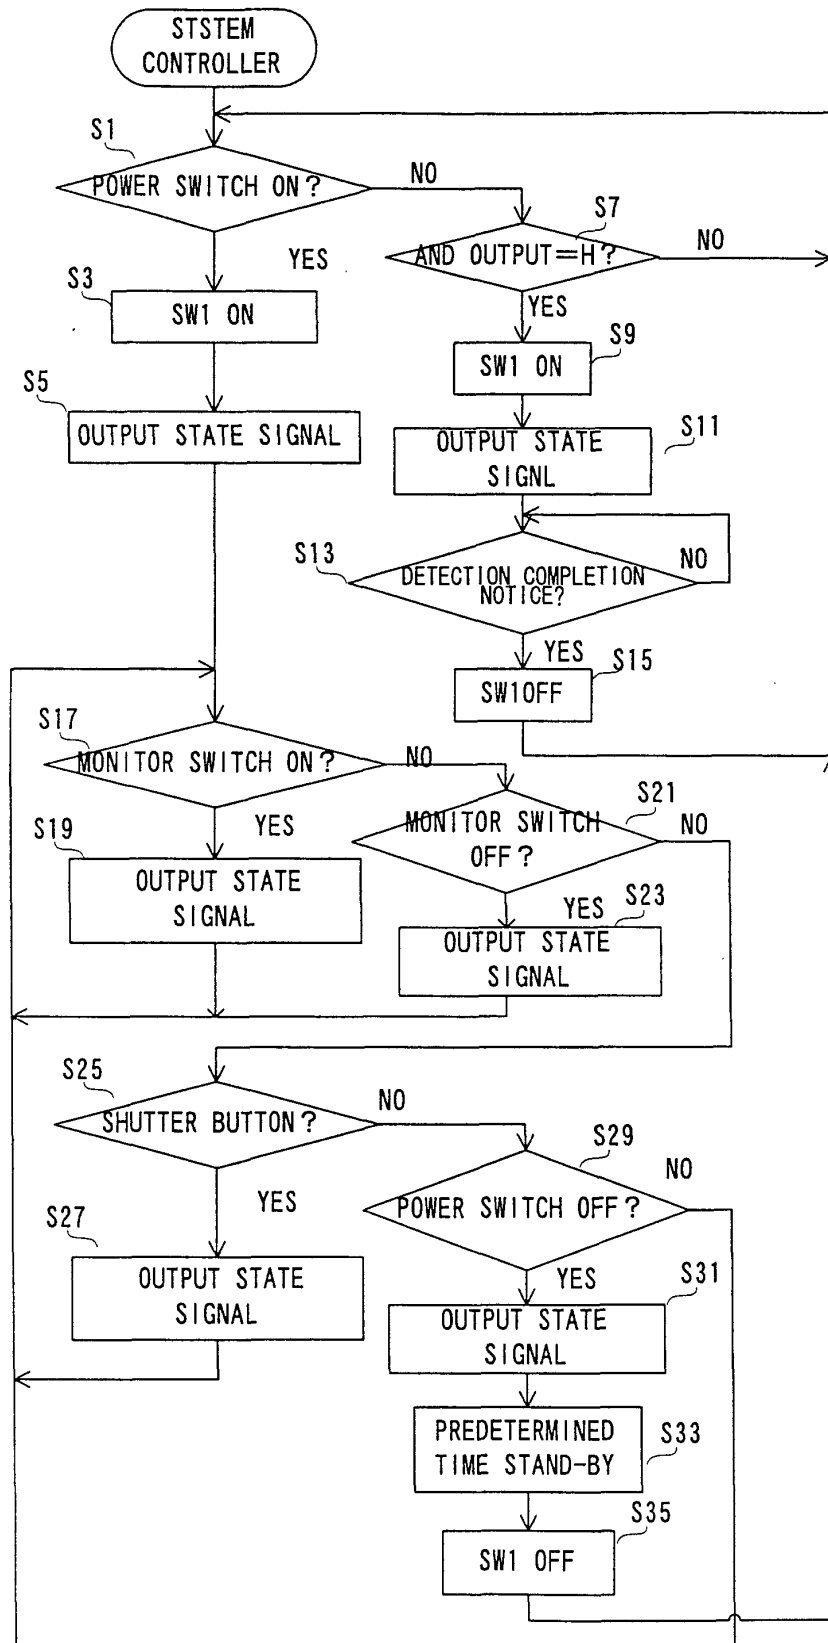 STSTEM
CONTROLLER
S1
POWER SWITCH ON?
NO
S7
AND OUTPUT=H?
NO
YES
S3
SW1 ON
YES
S9
SW1 ON
S5
OUTPUT STATE SIGNAL
S11
OUTPUT STATE
SIGNL
S13
DETECTION COMPLETION
NOTICE?
NO
YES
S15
SW1OFF
S17
MONITOR SWITCH ON?
NO
S21
MONITOR SWITCH
OFF?
NO
YES
S19
OUTPUT STATE
SIGNAL
YES
S23
OUTPUT STATE
SIGNAL
S25
SHUTTER BUTTON?
NO
S29
POWER SWITCH OFF?
NO
YES
S27
OUTPUT STATE
SIGNAL
YES
S31
OUTPUT STATE
SIGNAL
S33
PREDETERMINED
TIME STAND-BY
S35
SW1 OFF